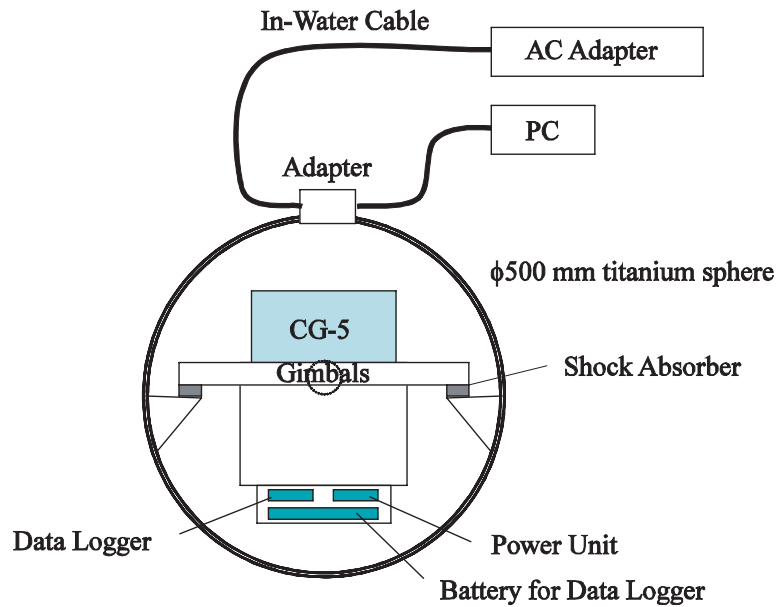 In-Water Cable
AC Adapter
PC
Adapter
ϕ500 mm titanium sphere
CG-5
Gimbals
Shock Absorber
Data Logger
Power Unit
Battery for Data Logger